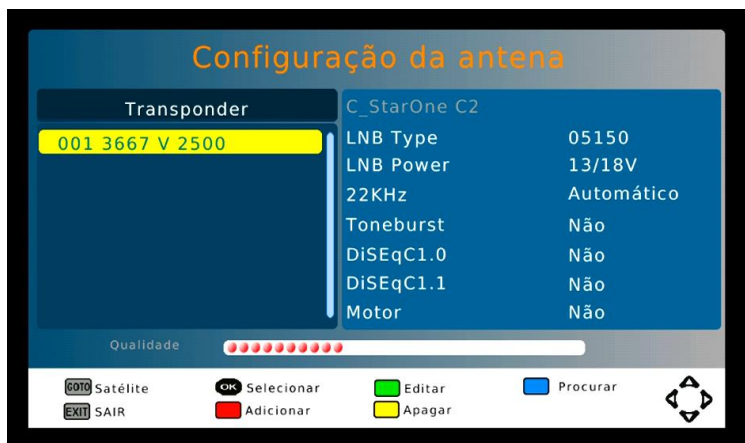 Configuração da antena
Transponder
001 3667 V 2500
C_StarOne C2
LNB Type 05150
LNB Power 13/18V
22KHz Automático
Toneburst Não
DiSEqC1.0 Não
DiSEqC1.1 Não
Motor Não
Qualidade
GOTO Satélite OK Selecionar Editar Procurar
EXIT SAIR Adicionar Apagar